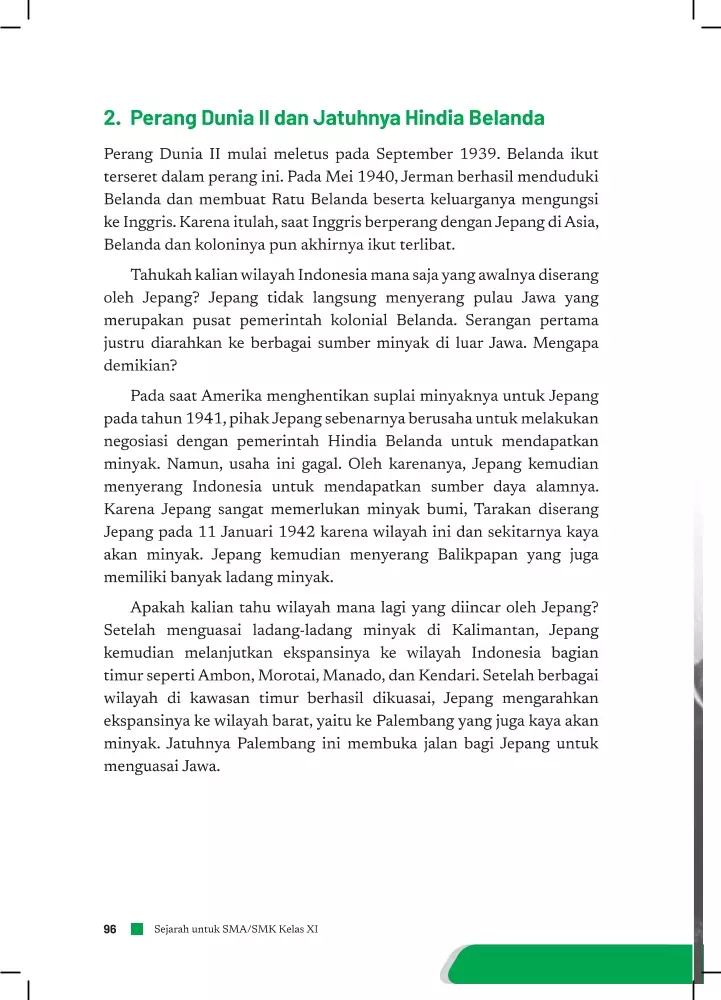 2. Perang Dunia II dan Jatuhnya Hindia Belanda
Perang Dunia II mulai meletus pada September 1939. Belanda ikut
terseret dalam perang ini. Pada Mei 1940, Jerman berhasil menduduki
Belanda dan membuat Ratu Belanda beserta keluarganya mengungsi
ke Inggris. Karena itulah, saat Inggris berperang dengan Jepang di Asia,
Belanda dan koloninya pun akhirnya ikut terlibat.
Tahukah kalian wilayah Indonesia mana saja yang awalnya diserang
oleh Jepang? Jepang tidak langsung menyerang pulau Jawa yang
merupakan pusat pemerintah kolonial Belanda. Serangan pertama
justru diarahkan ke berbagai sumber minyak di luar Jawa. Mengapa
demikian?
Pada saat Amerika menghentikan suplai minyaknya untuk Jepang
pada tahun 1941, pihak Jepang sebenarnya berusaha untuk melakukan
negosiasi dengan pemerintah Hindia Belanda untuk mendapatkan
minyak. Namun, usaha ini gagal. Oleh karenanya, Jepang kemudian
menyerang Indonesia untuk mendapatkan sumber daya alamnya.
Karena Jepang sangat memerlukan minyak bumi, Tarakan diserang
Jepang pada 11 Januari 1942 karena wilayah ini dan sekitarnya kaya
akan minyak. Jepang kemudian menyerang Balikpapan yang juga
memiliki banyak ladang minyak.
Apakah kalian tahu wilayah mana lagi yang diincar oleh Jepang?
Setelah menguasai ladang-ladang minyak di Kalimantan, Jepang
kemudian melanjutkan ekspansinya ke wilayah Indonesia bagian
timur seperti Ambon, Morotai, Manado, dan Kendari. Setelah berbagai
wilayah di kawasan timur berhasil dikuasai, Jepang mengarahkan
ekspansinya ke wilayah barat, yaitu ke Palembang yang juga kaya akan
minyak. Jatuhnya Palembang ini membuka jalan bagi Jepang untuk
menguasai Jawa.
96 Sejarah untuk SMA/SMK Kelas XI